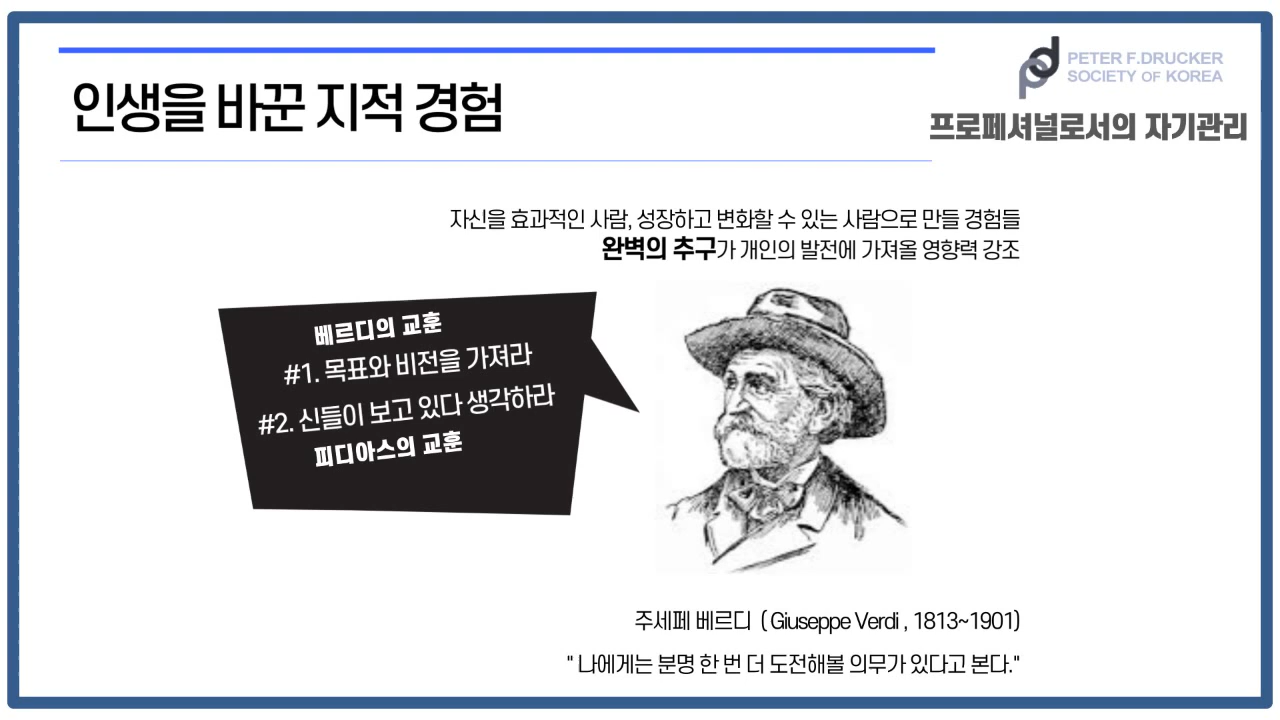 인생을 바꾼 지적 경험
PETER F.DRUCKER
SOCIETY OF KOREA
프로페셔널로서의 자기관리
자신을 효과적인 사람, 성장하고 변화할 수 있는 사람으로 만들 경험들
완벽의 추구가 개인의 발전에 가져올 영향력 강조
베르디의 교훈
#1. 목표와 비전을 가져라
#2. 신들이 보고 있다 생각하라
피디아스의 교훈
주세페 베르디 ( Giuseppe Verdi , 1813~1901)
" 나에게는 분명 한 번 더 도전해볼 의무가 있다고 본다."